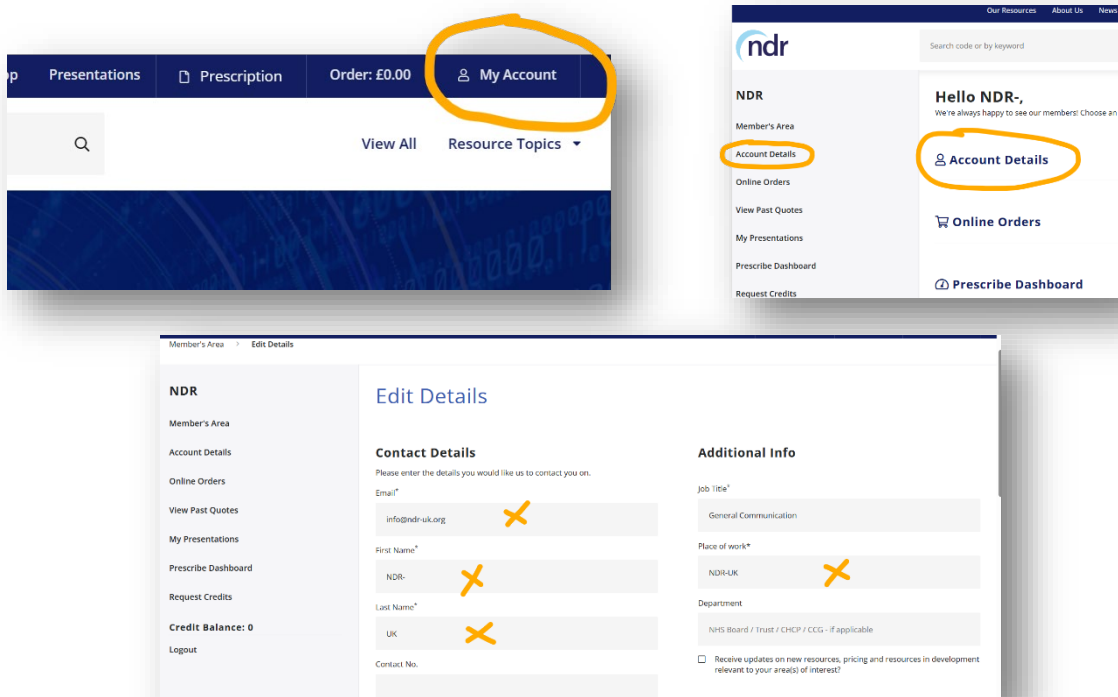 Presentations
Prescription
Order: £0.00
My Account
View All
Resource Topics
Our Resources
About Us
News
ndr
Search code or by keyword
NDR
Member's Area
Account Details
Online Orders
View Past Quotes
My Presentations
Prescribe Dashboard
Request Credits
Hello NDR-,
We're always happy to see our members! Choose an
Account Details
Online Orders
Prescribe Dashboard
Member's Area > Edit Details
NDR
Member's Area
Account Details
Online Orders
View Past Quotes
My Presentations
Prescribe Dashboard
Request Credits
Credit Balance: 0
Logout
Edit Details
Contact Details
Please enter the details you would like us to contact you on.
Email*
info@ndr-uk.org
First Name*
NDR-
Last Name*
UK
Contact No.
Additional Info
Job Title*
General Communication
Place of work*
NDR-UK
Department
NHS Board / Trust / CHCP / CCG - if applicable
Receive updates on new resources, pricing and resources in development
relevant to your area(s) of interest?